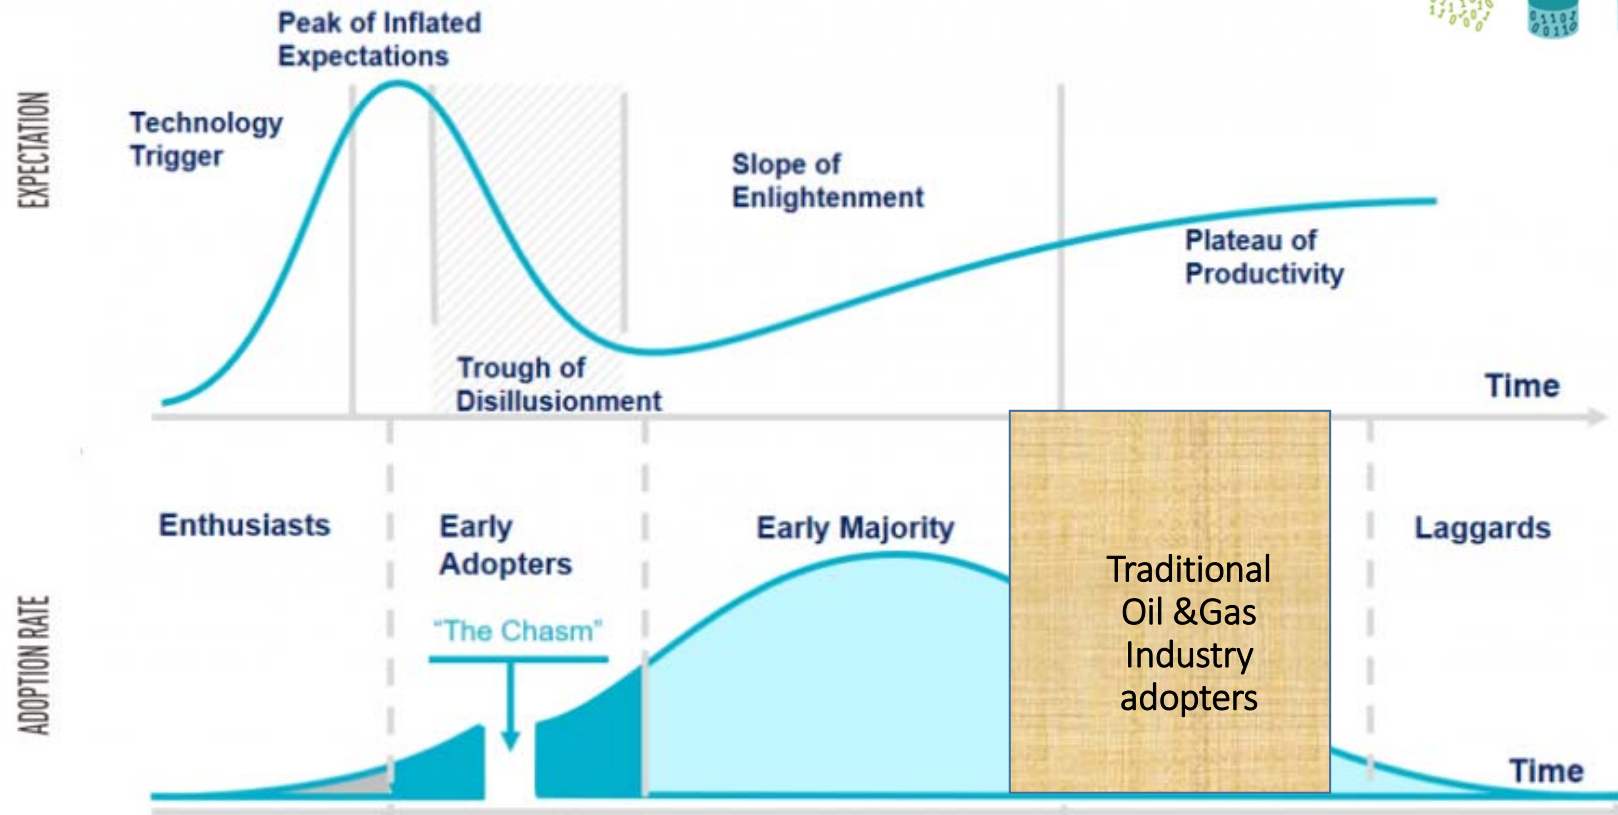 Peak of Inflated
Expectations
EXPECTATION
Technology
Trigger
Slope of
Enlightenment
Plateau of
Productivity
Trough of
Disillusionment
Time
Enthusiasts
Early
Adopters
Early Majority
Laggards
"The Chasm"
Traditional
Oil &Gas
Industry
adopters
ADOPTION RATE
Time